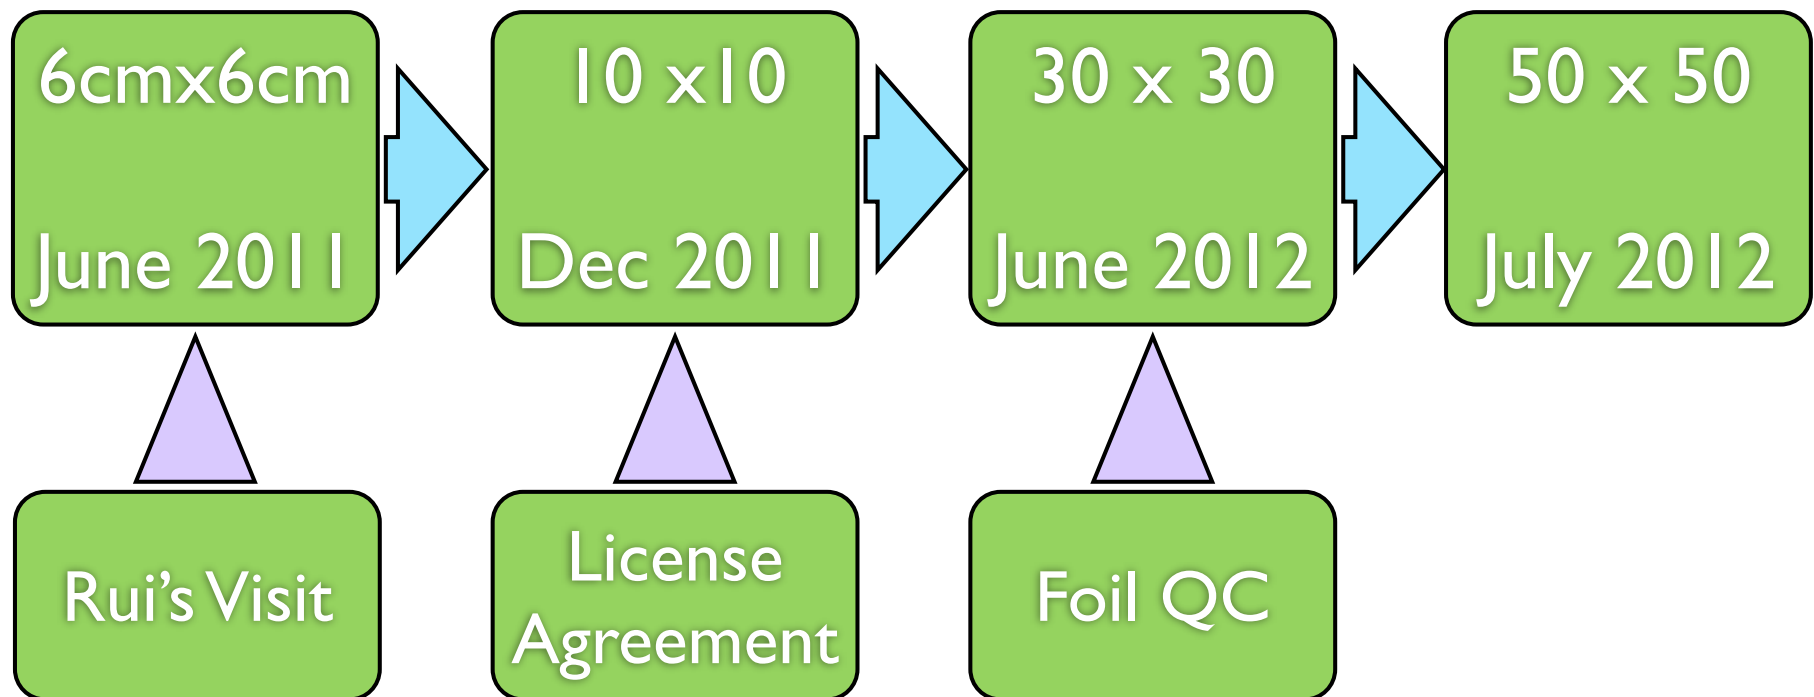 6cmx6cm
June 2011
10 x10
Dec 2011
30 x 30
June 2012
50 x 50
July 2012
Rui's Visit
License
Agreement
Foil QC